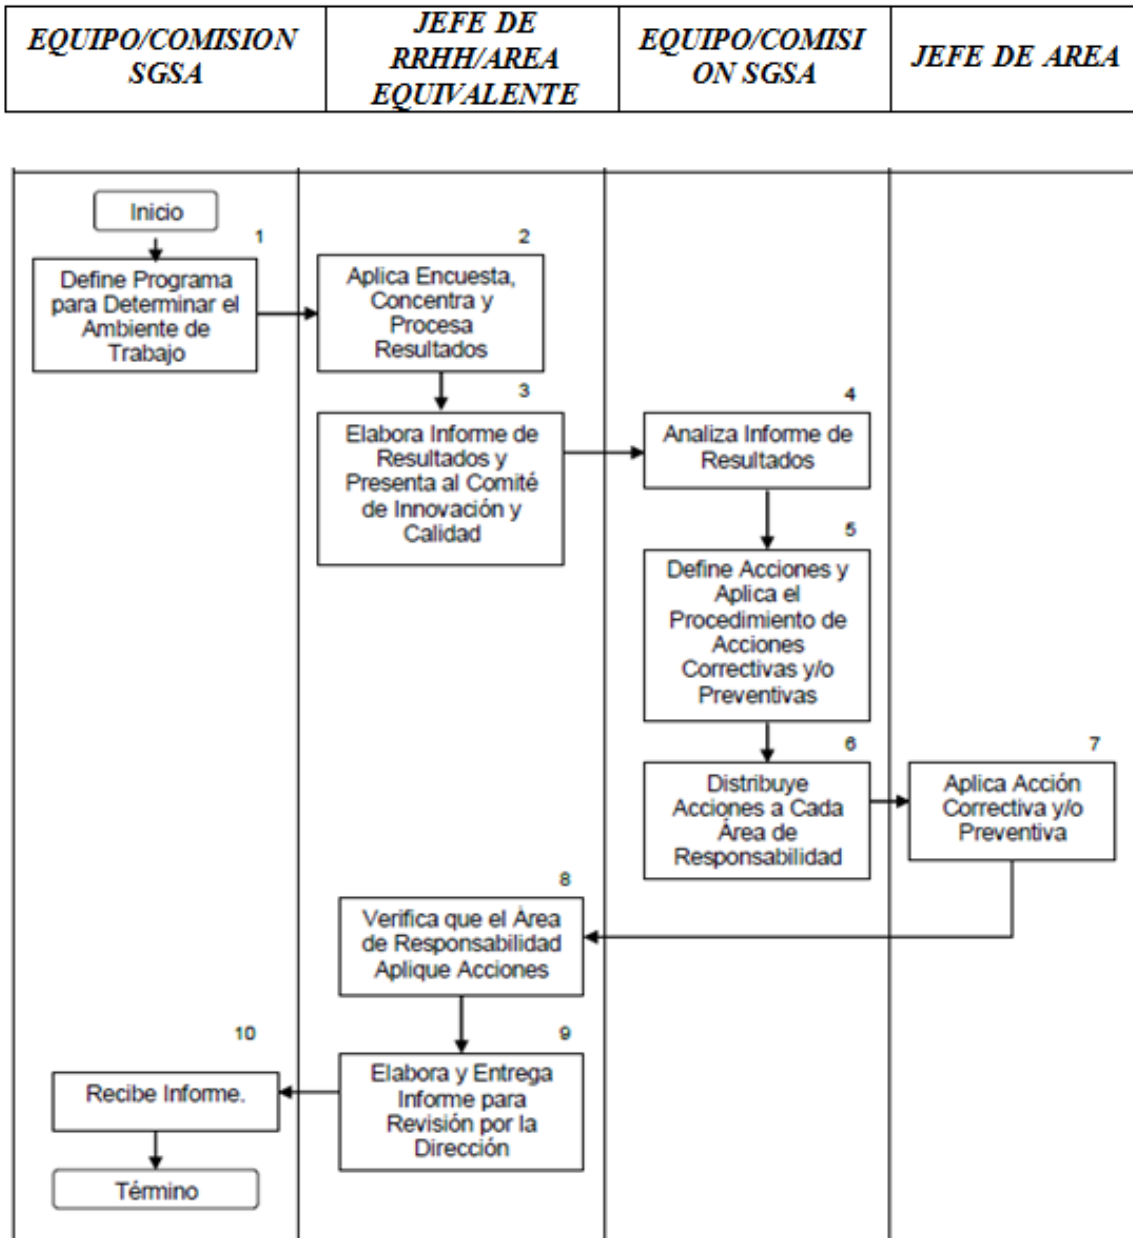 EQUIPO/COMISION
SGSA
JEFE DE
RRHH/AREA
EQUIVALENTE
EQUIPO/COMISI
ON SGSA
JEFE DE AREA
Inicio
1
Define Programa
para Determinar el
Ambiente de
Trabajo
2
Aplica Encuesta,
Concentra y
Procesa
Resultados
3
Elabora Informe de
Resultados y
Presenta al Comité
de Innovación y
Calidad
4
Analiza Informe de
Resultados
5
Define Acciones y
Aplica el
Procedimiento de
Acciones
Correctivas y/o
Preventivas
6
Distribuye
Acciones a Cada
Área de
Responsabilidad
7
Aplica Acción
Correctiva y/o
Preventiva
8
Verifica que el Área
de Responsabilidad
Aplique Acciones
9
Elabora y Entrega
Informe para
Revisión por la
Dirección
10
Recibe Informe.
Término